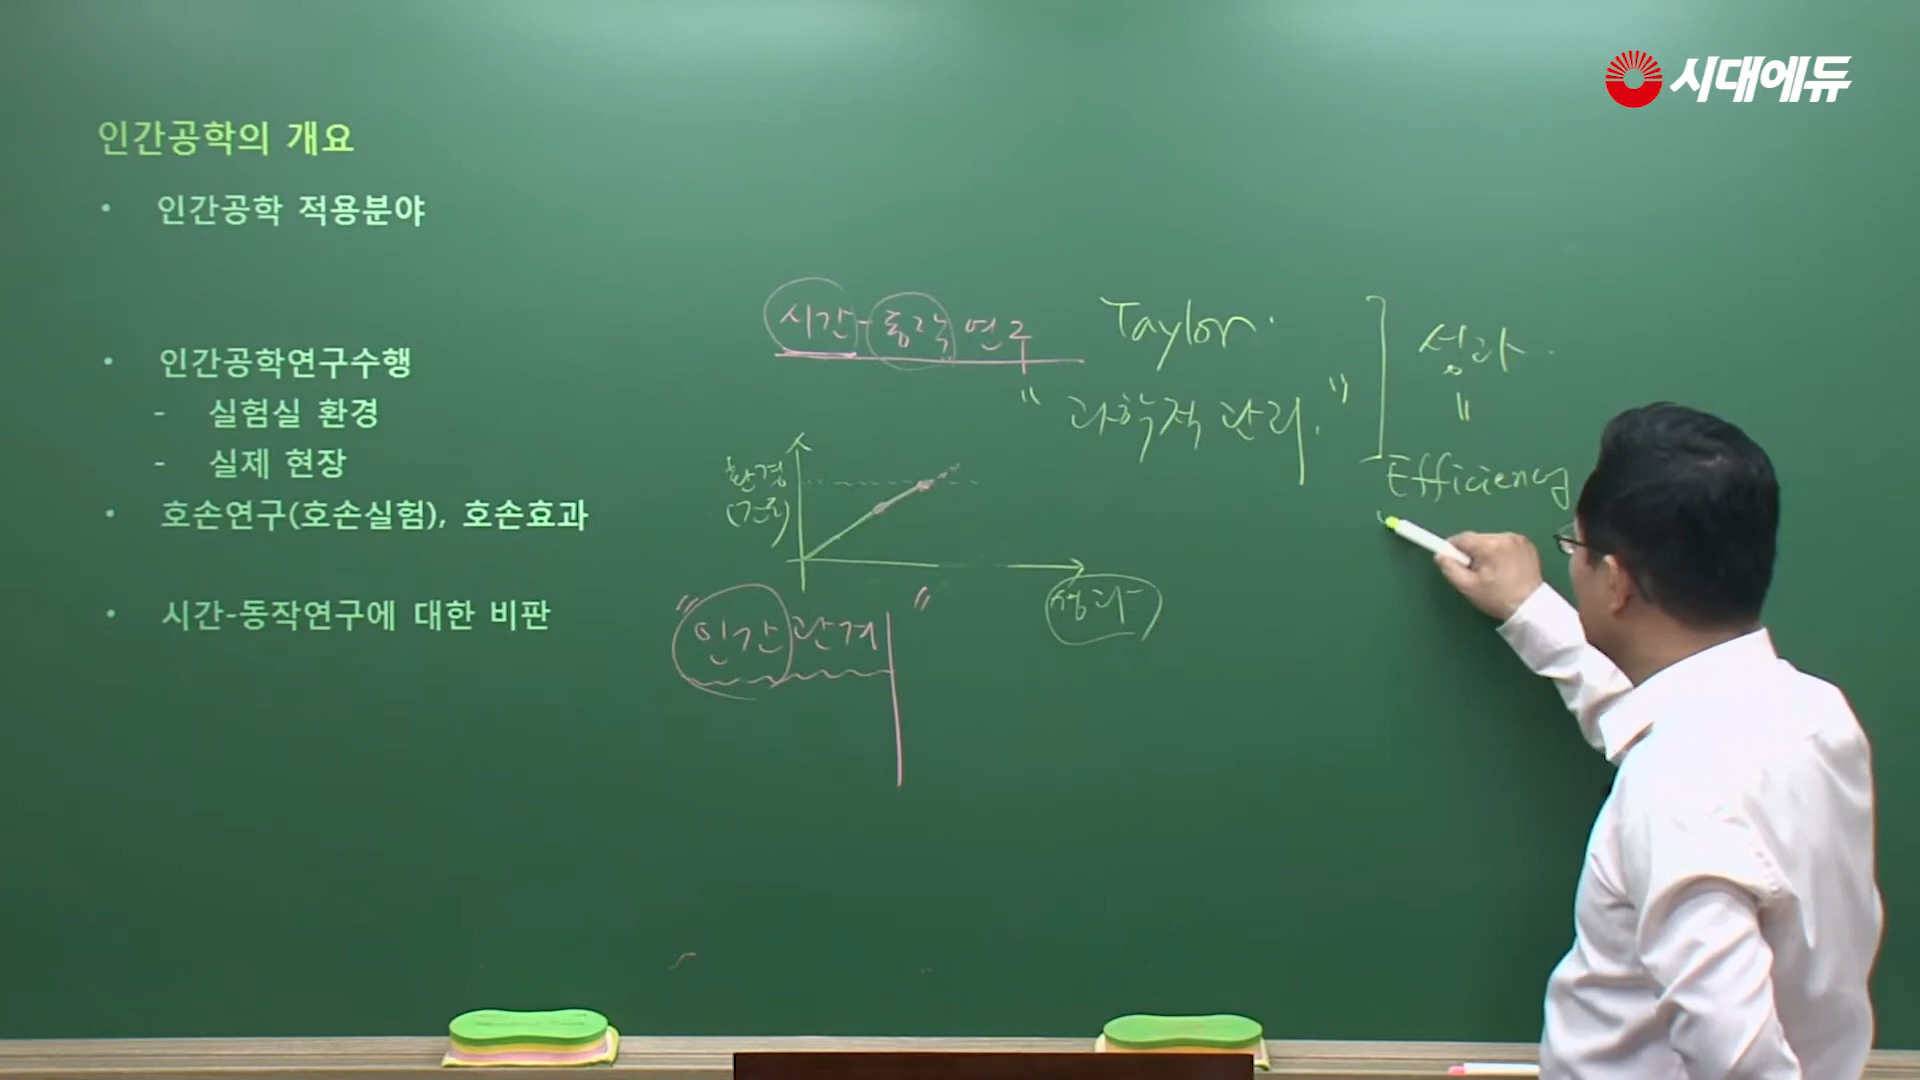 시대에듀
인간공학의 개요
• 인간공학 적용분야
• 인간공학연구수행
- 실험실 환경
- 실제 현장
• 호손연구(호손실험), 호손효과
• 시간-동작연구에 대한 비판
시간-동작 연구
Taylor.
"과학적 관리."
성과.
"
Efficiency
환경
(건물)
성과
"인간관계"